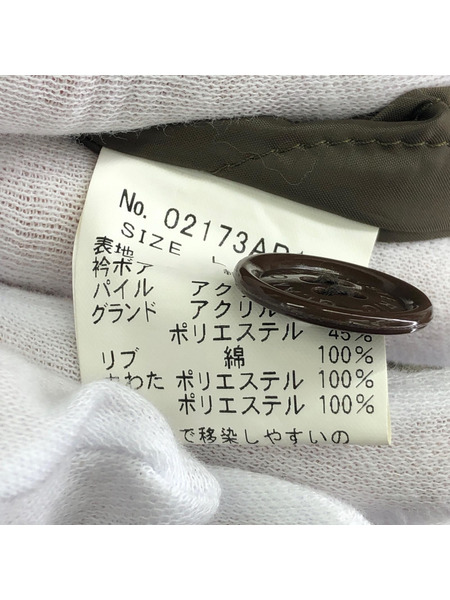 No. 02173AD
SIZE L
表地
衿ボア
パイル アク
グランド アクリル
ポリエステル 45%
リブ 綿 100%
中わた ポリエステル 100%
ポリエステル 100%
で移染しやすいの